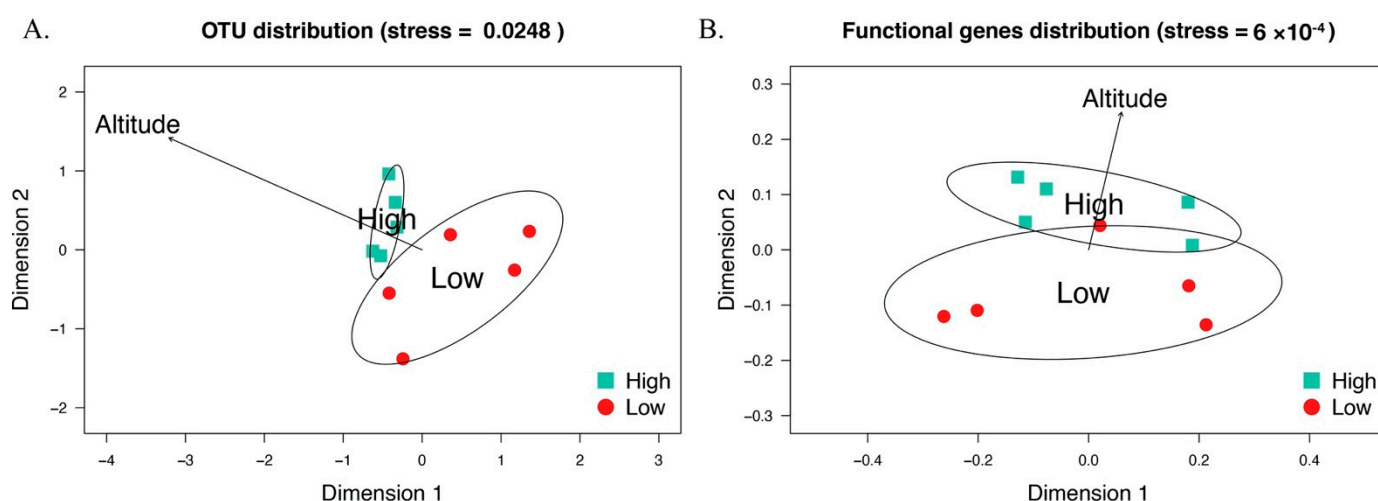 A.
OTU distribution (stress = 0.0248 )
Dimension 2
2
1
0
−1
−2
Altitude
High
Low
High
Low
−4 −3 −2 −1 0 1 2 3
Dimension 1
B.
Functional genes distribution (stress = 6 ×10⁻⁴)
Dimension 2
0.3
0.2
0.1
0.0
−0.1
−0.2
−0.3
Altitude
High
Low
High
Low
−0.4 −0.2 0.0 0.2 0.4
Dimension 1